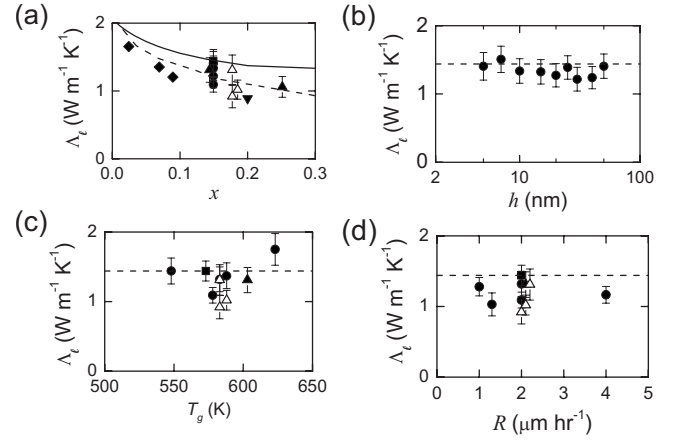 (a)
2
1
0
Λℓ (W m⁻¹ K⁻¹)
0.0 0.1 0.2 0.3
x
(b)
2
1
0
Λℓ (W m⁻¹ K⁻¹)
2 10 100
h (nm)
(c)
2
1
0
Λℓ (W m⁻¹ K⁻¹)
500 550 600 650
Tg (K)
(d)
2
1
0
Λℓ (W m⁻¹ K⁻¹)
0 1 2 3 4 5
R (μm hr⁻¹)